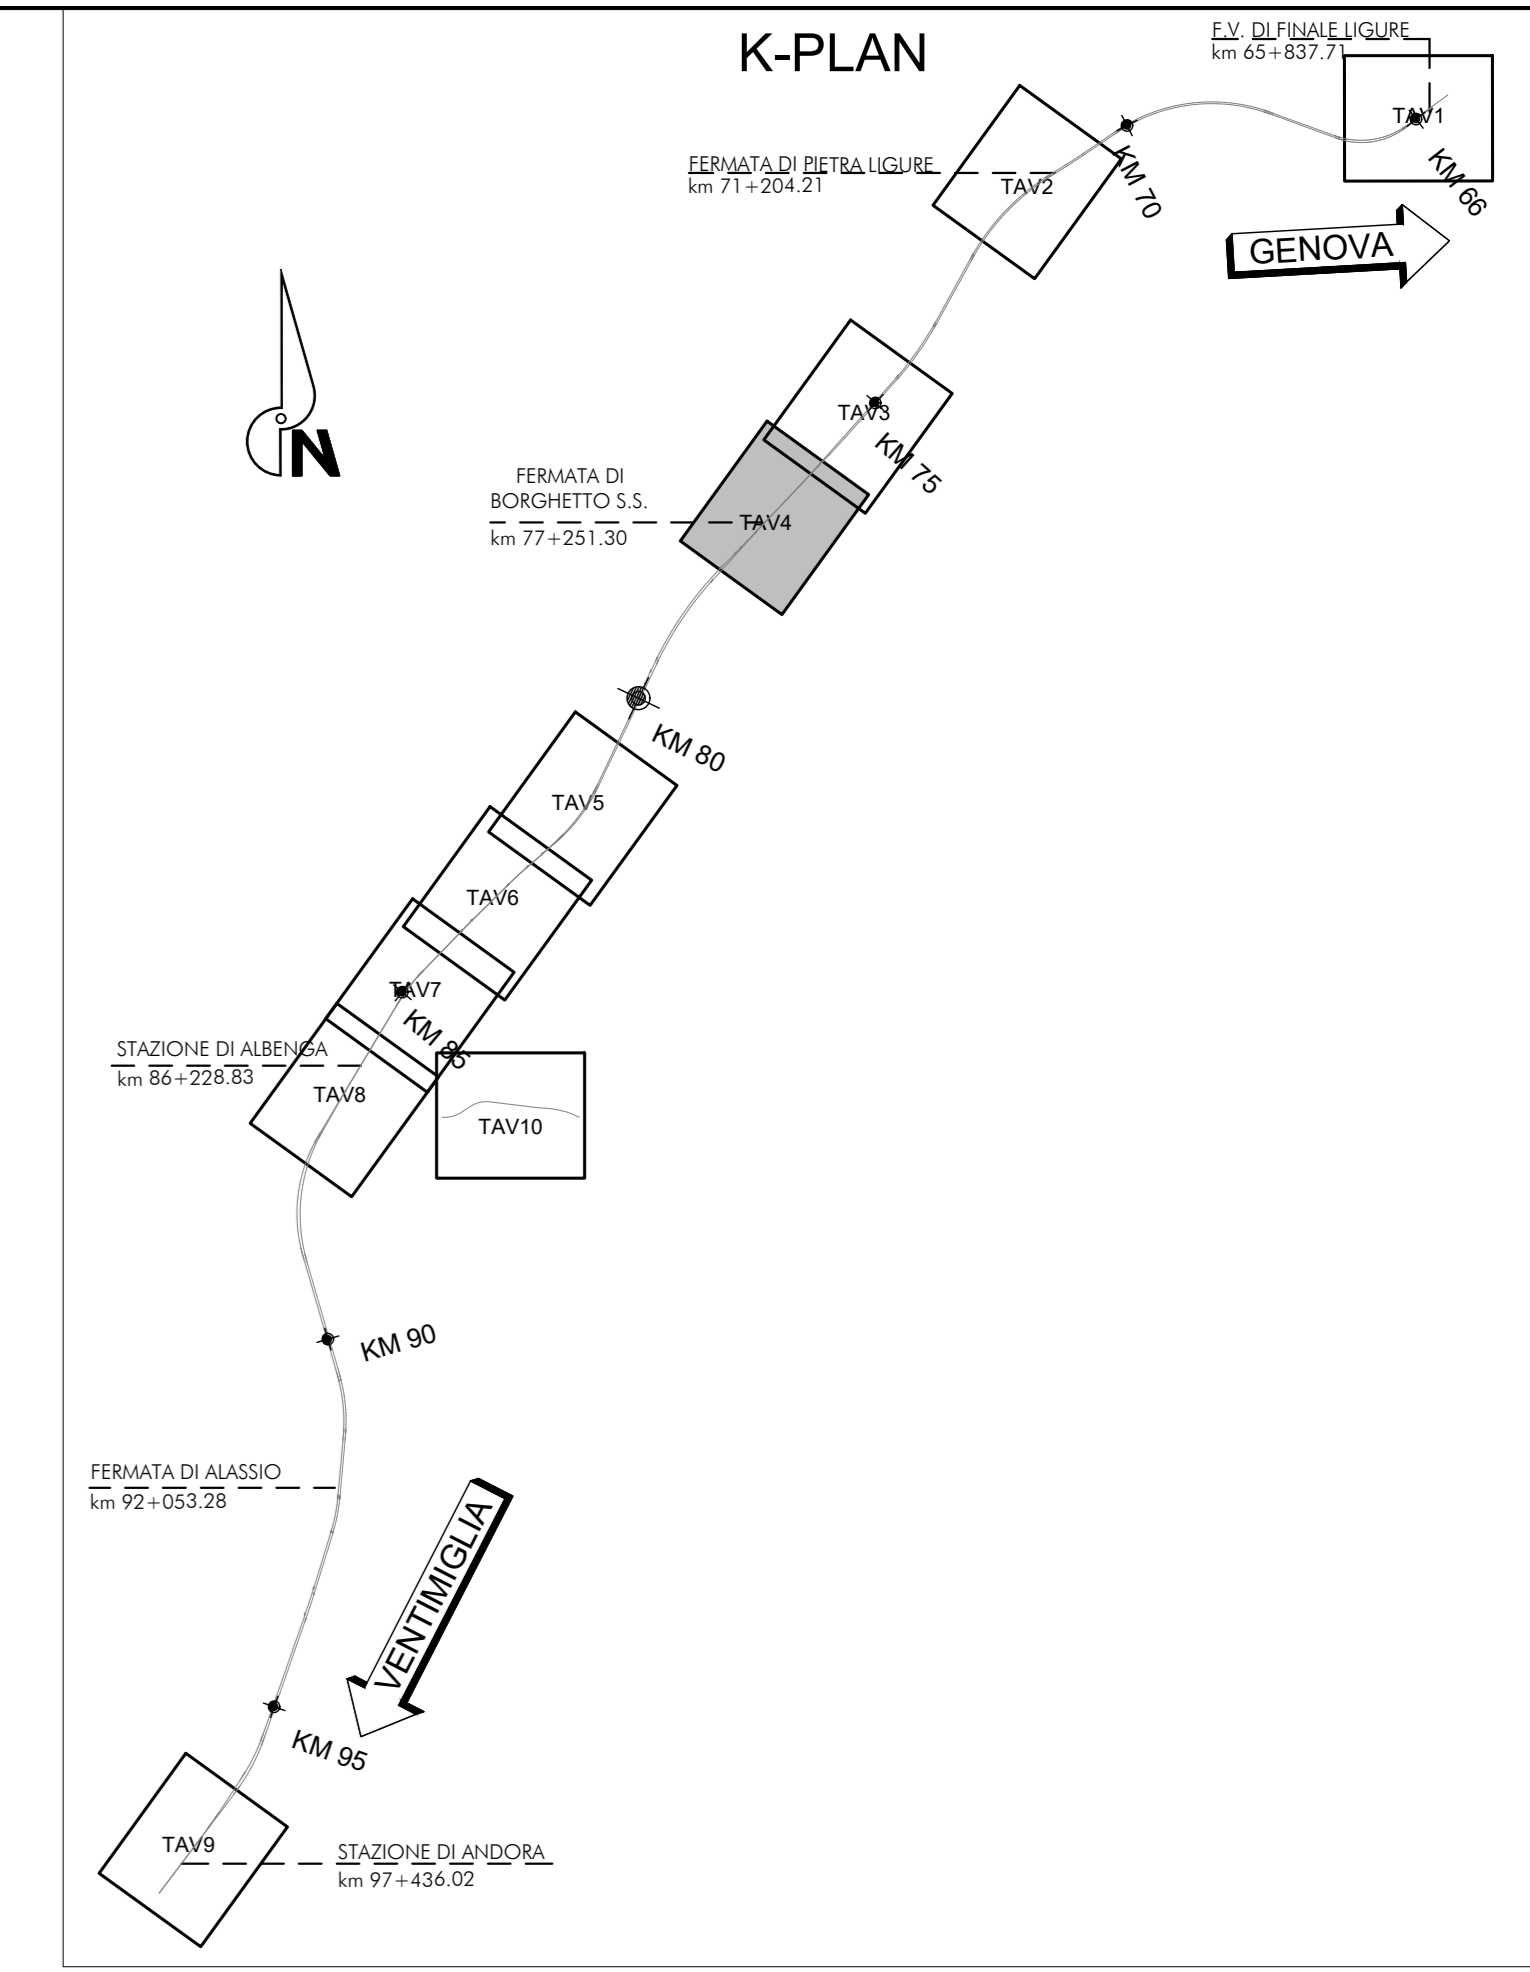 K-PLAN
F.V. DI FINALE LIGURE
km 65+837.71
TAV1
KM 66
KM 70
FERMATA DI PIETRA LIGURE
km 71+204.21
TAV2
GENOVA
N
TAV3
KM 75
FERMATA DI
BORGHETTO S.S.
km 77+251.30
TAV4
KM 80
TAV5
TAV6
TAV7
KM 85
STAZIONE DI ALBENGA
km 86+228.83
TAV8
TAV10
KM 90
FERMATA DI ALASSIO
km 92+053.28
VENTIMIGLIA
KM 95
TAV9
STAZIONE DI ANDORA
km 97+436.02